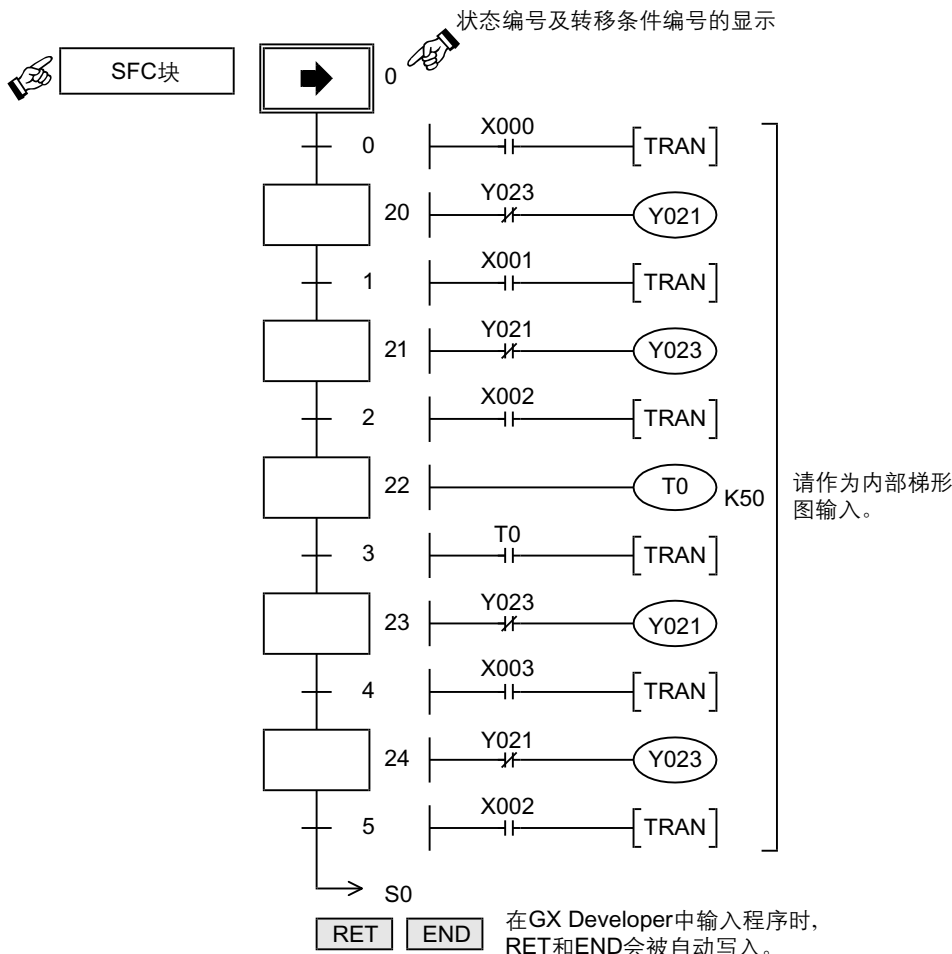 状态编号及转移条件编号的显示
SFC块
0
0
X000
TRAN
20
Y023
Y021
1
X001
TRAN
21
Y021
Y023
2
X002
TRAN
22
T0
K50
请作为内部梯形
图输入。
3
T0
TRAN
23
Y023
Y021
4
X003
TRAN
24
Y021
Y023
5
X002
TRAN
S0
RET
END
在GX Developer中输入程序时,
RET和END会被自动写入。